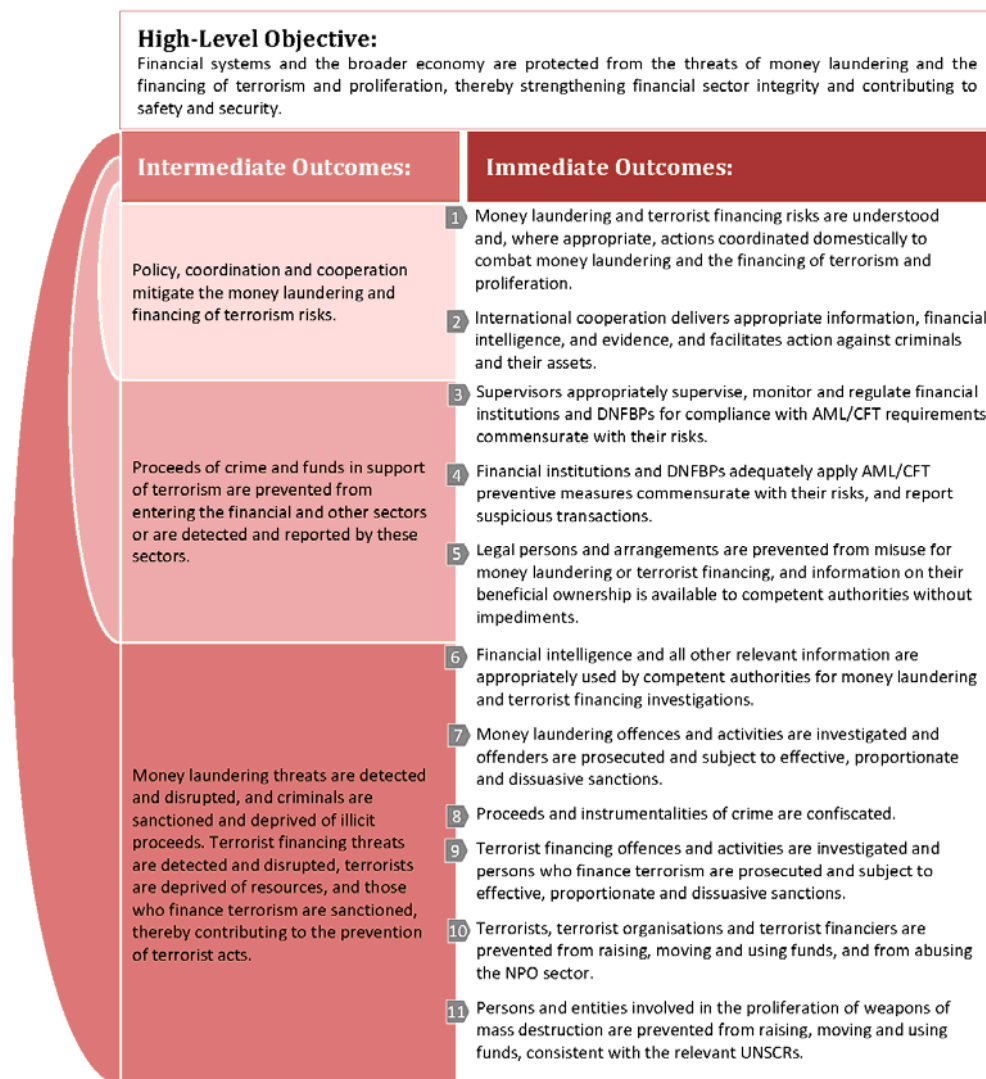 High-Level Objective:
Financial systems and the broader economy are protected from the threats of money laundering and the
financing of terrorism and proliferation, thereby strengthening financial sector integrity and contributing to
safety and security.
Intermediate Outcomes:
Immediate Outcomes:
Policy, coordination and cooperation
mitigate the money laundering and
financing of terrorism risks.
1 Money laundering and terrorist financing risks are understood
and, where appropriate, actions coordinated domestically to
combat money laundering and the financing of terrorism and
proliferation.
2 International cooperation delivers appropriate information, financial
intelligence, and evidence, and facilitates action against criminals
and their assets.
Proceeds of crime and funds in support
of terrorism are prevented from
entering the financial and other sectors
or are detected and reported by these
sectors.
3 Supervisors appropriately supervise, monitor and regulate financial
institutions and DNFBPs for compliance with AML/CFT requirements
commensurate with their risks.
4 Financial institutions and DNFBPs adequately apply AML/CFT
preventive measures commensurate with their risks, and report
suspicious transactions.
5 Legal persons and arrangements are prevented from misuse for
money laundering or terrorist financing, and information on their
beneficial ownership is available to competent authorities without
impediments.
Money laundering threats are detected
and disrupted, and criminals are
sanctioned and deprived of illicit
proceeds. Terrorist financing threats
are detected and disrupted, terrorists
are deprived of resources, and those
who finance terrorism are sanctioned,
thereby contributing to the prevention
of terrorist acts.
6 Financial intelligence and all other relevant information are
appropriately used by competent authorities for money laundering
and terrorist financing investigations.
7 Money laundering offences and activities are investigated and
offenders are prosecuted and subject to effective, proportionate
and dissuasive sanctions.
8 Proceeds and instrumentalities of crime are confiscated.
9 Terrorist financing offences and activities are investigated and
persons who finance terrorism are prosecuted and subject to
effective, proportionate and dissuasive sanctions.
10 Terrorists, terrorist organisations and terrorist financiers are
prevented from raising, moving and using funds, and from abusing
the NPO sector.
11 Persons and entities involved in the proliferation of weapons of
mass destruction are prevented from raising, moving and using
funds, consistent with the relevant UNSCRs.